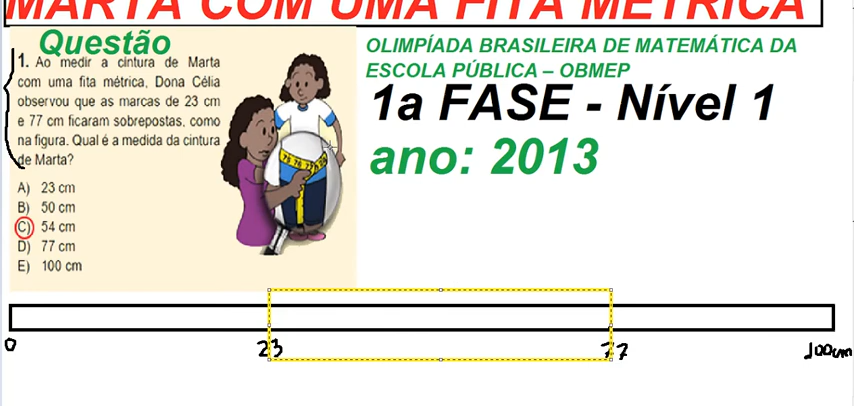 MARTA COM UMA FITA MÉTRICA
Questão
1. Ao medir a cintura de Marta
com uma fita métrica, Dona Célia
observou que as marcas de 23 cm
e 77 cm ficaram sobrepostas, como
na figura. Qual é a medida da cintura
de Marta?
A) 23 cm
B) 50 cm
C) 54 cm
D) 77 cm
E) 100 cm
OLIMPÍADA BRASILEIRA DE MATEMÁTICA DA
ESCOLA PÚBLICA – OBMEP
1a FASE - Nível 1
ano: 2013
0 23 77 100cm